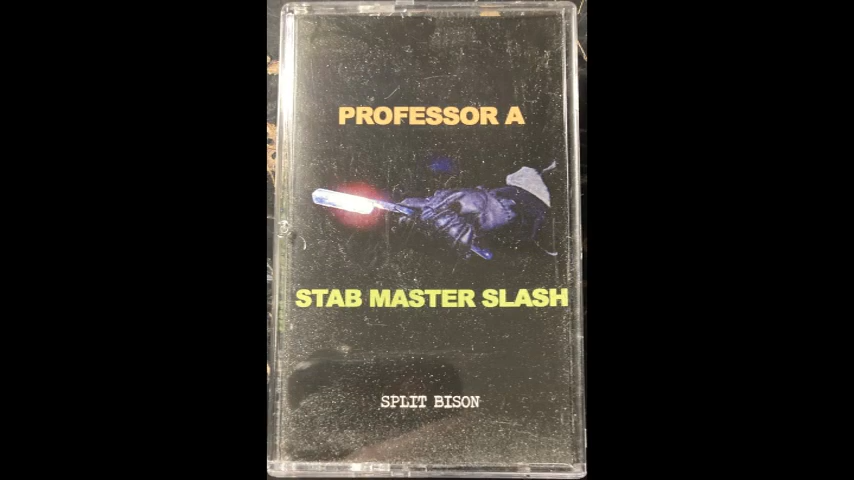 PROFESSOR A
STAB MASTER SLASH
SPLIT BISON